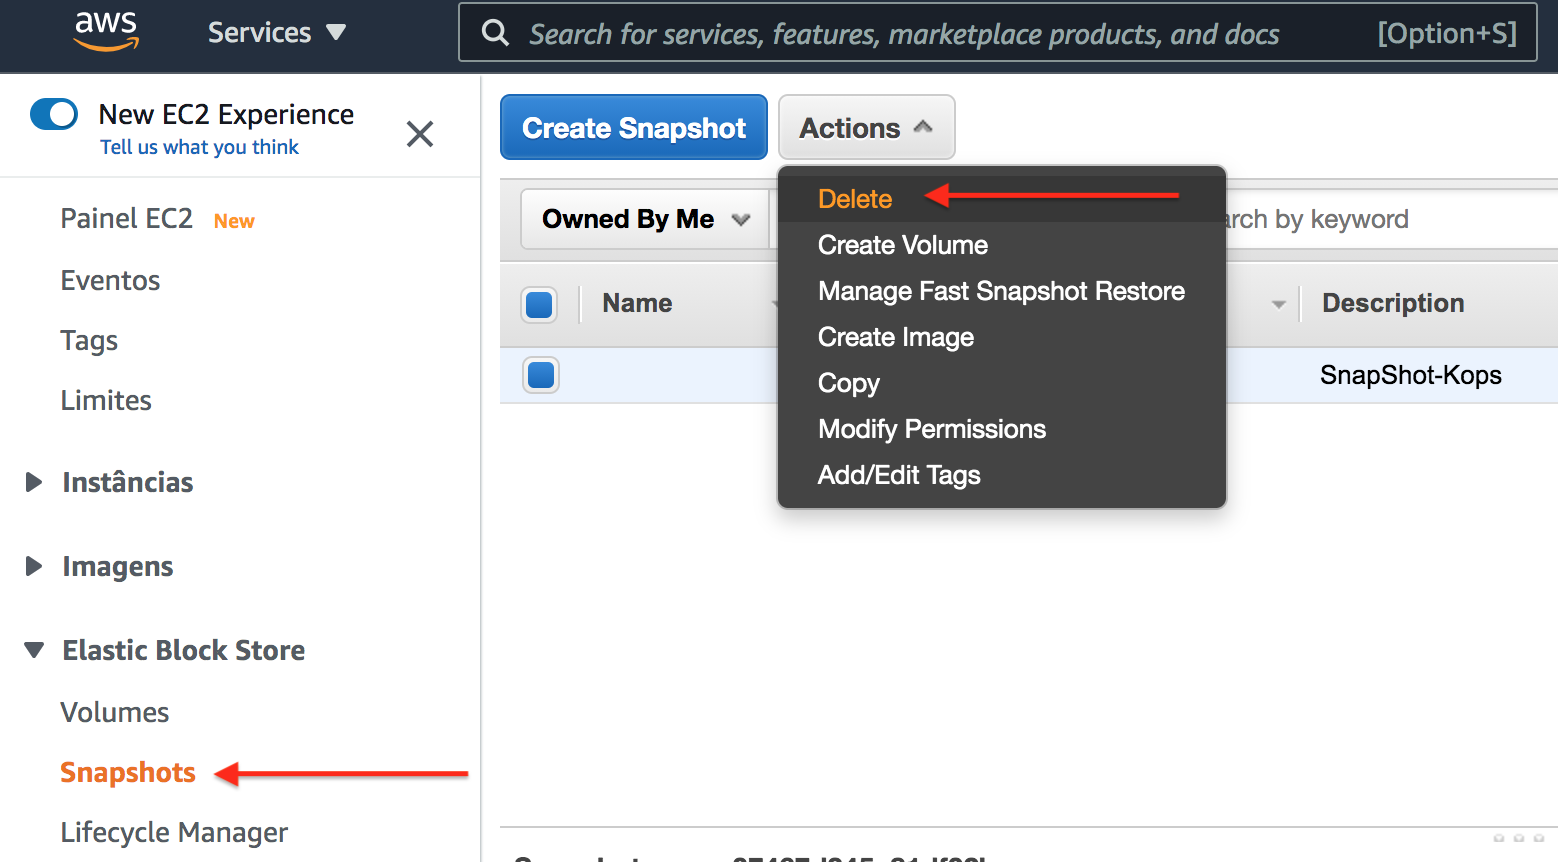 aws
Services
Search for services, features, marketplace products, and docs
[Option+S]
New EC2 Experience
Tell us what you think
Painel EC2 New
Eventos
Tags
Limites
Instâncias
Imagens
Elastic Block Store
Volumes
Snapshots
Lifecycle Manager
Create Snapshot
Actions
Delete
Create Volume
Manage Fast Snapshot Restore
Create Image
Copy
Modify Permissions
Add/Edit Tags
Owned By Me
by keyword
Name
Description
SnapShot-Kops